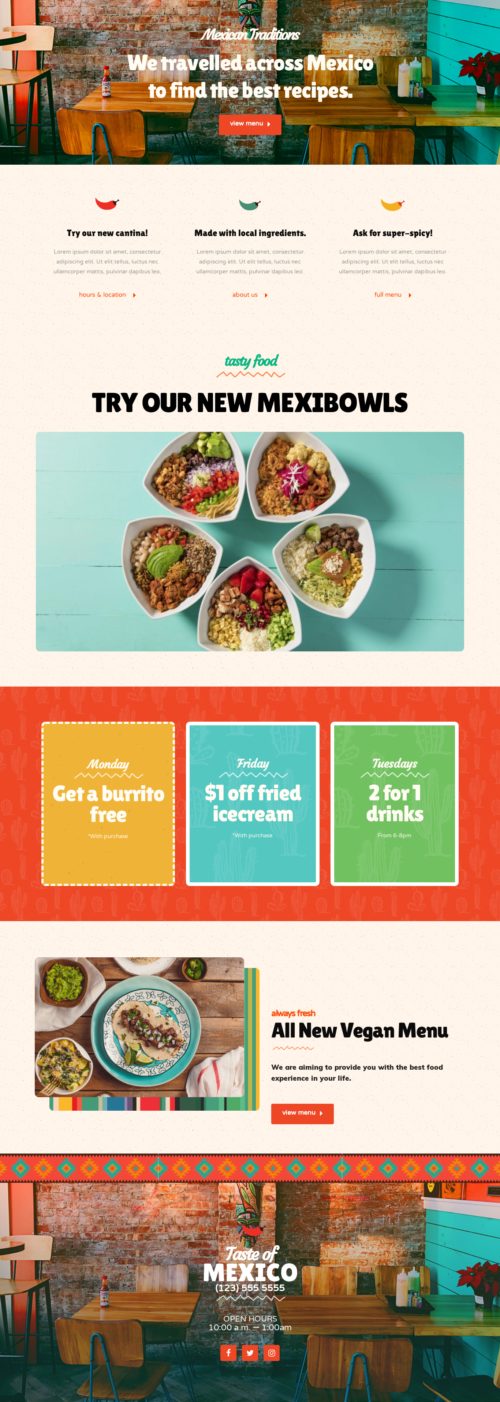 Mexican Traditions
We travelled across Mexico
to find the best recipes.
view menu
Try our new cantina!
Lorem ipsum dolor sit amet, consectetur
adipiscing elit. Ut elit tellus, luctus nec
ullamcorper mattis, pulvinar dapibus leo.
hours & location
Made with local ingredients.
Lorem ipsum dolor sit amet, consectetur
adipiscing elit. Ut elit tellus, luctus nec
ullamcorper mattis, pulvinar dapibus leo.
about us
Ask for super-spicy!
Lorem ipsum dolor sit amet, consectetur
adipiscing elit. Ut elit tellus, luctus nec
ullamcorper mattis, pulvinar dapibus leo.
full menu
tasty food
TRY OUR NEW MEXIBOWLS
Monday
Get a burrito
free
*With purchase
Friday
$1 off fried
icecream
*With purchase
Tuesdays
2 for 1
drinks
From 6-8pm
always fresh
All New Vegan Menu
We are aiming to provide you with the best food
experience in your life.
view menu
Taste of
MEXICO
(123) 555 5555
OPEN HOURS
10:00 a.m. — 1:00am